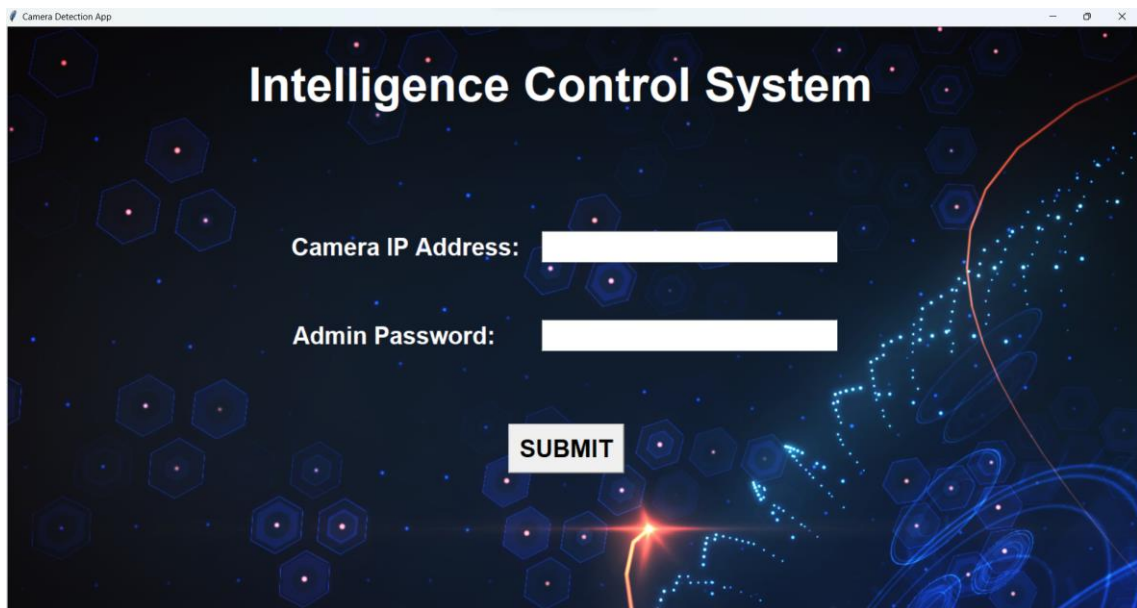 Camera Detection App
Intelligence Control System
Camera IP Address:
Admin Password:
SUBMIT